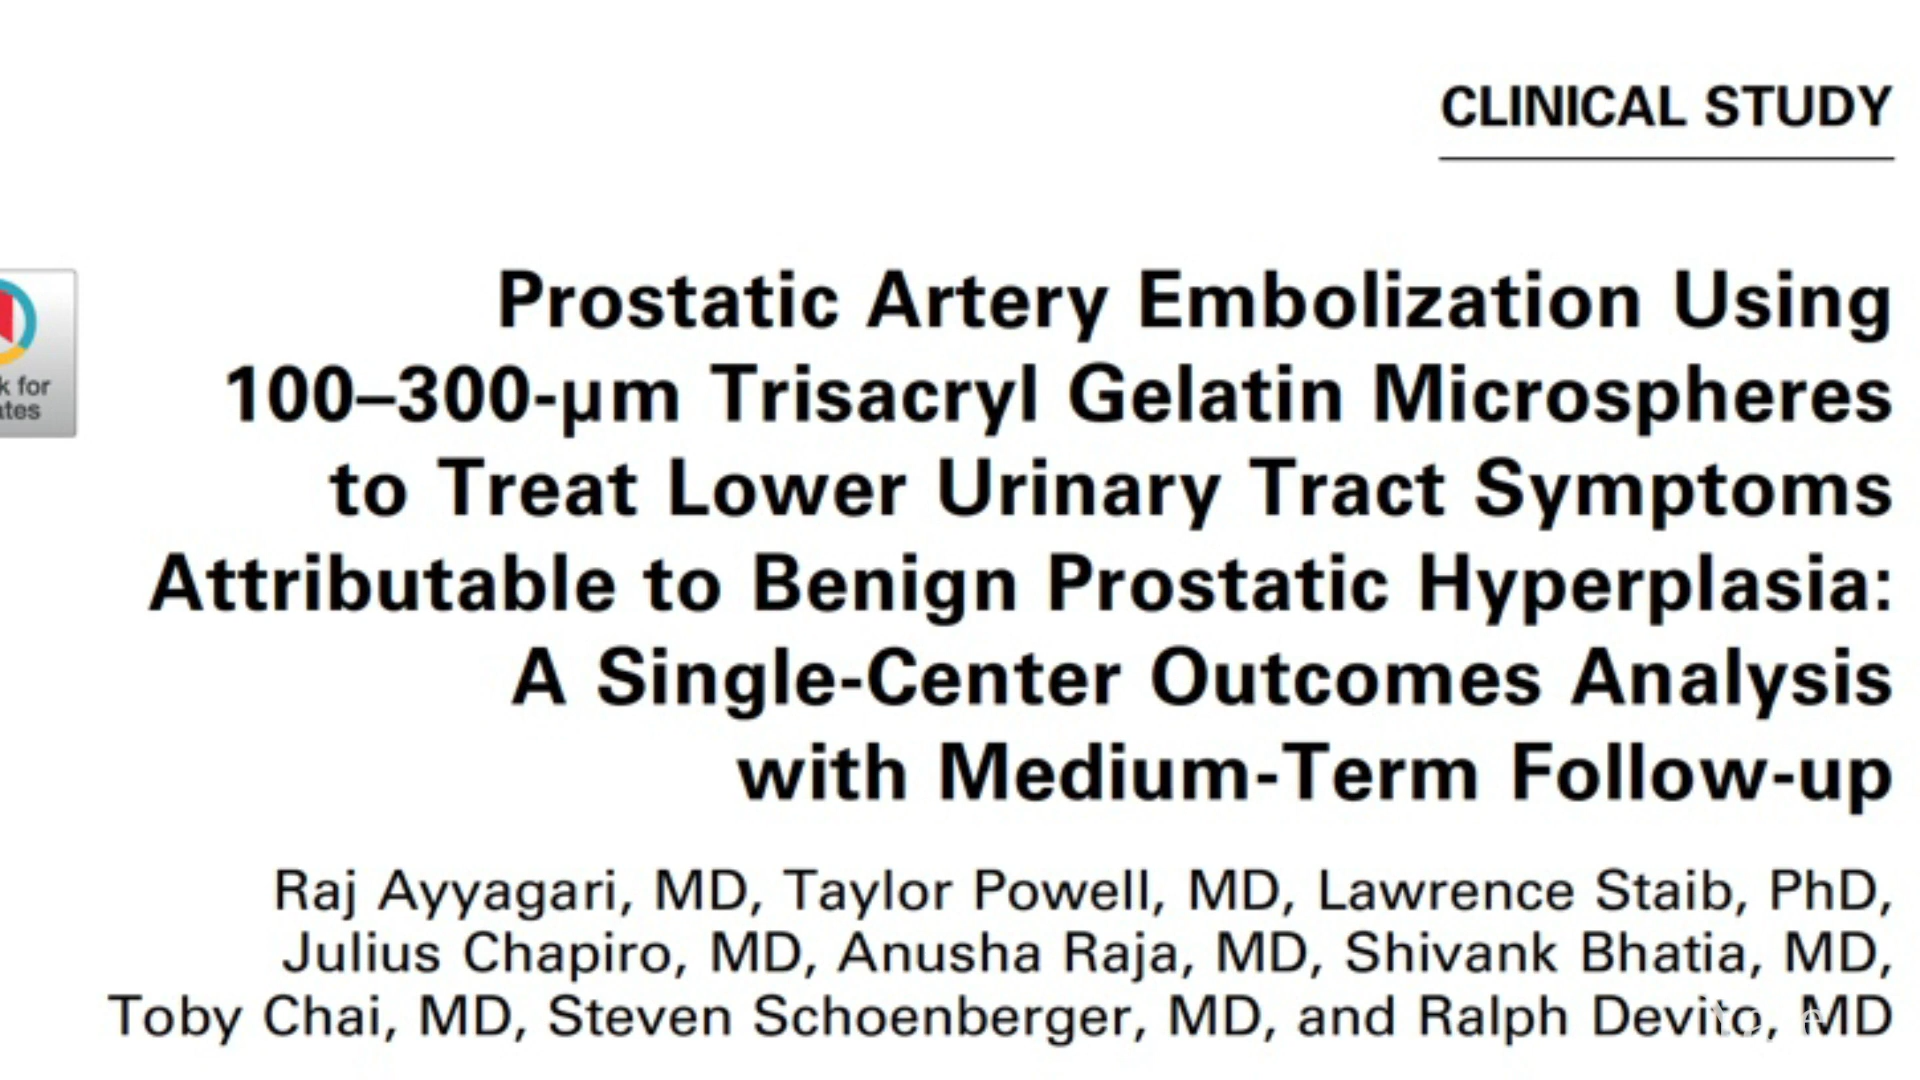 CLINICAL STUDY
Prostatic Artery Embolization Using
100–300-μm Trisacryl Gelatin Microspheres
to Treat Lower Urinary Tract Symptoms
Attributable to Benign Prostatic Hyperplasia:
A Single-Center Outcomes Analysis
with Medium-Term Follow-up
k for
ates
Raj Ayyagari, MD, Taylor Powell, MD, Lawrence Staib, PhD,
Julius Chapiro, MD, Anusha Raja, MD, Shivank Bhatia, MD,
Toby Chai, MD, Steven Schoenberger, MD, and Ralph Devito, MD